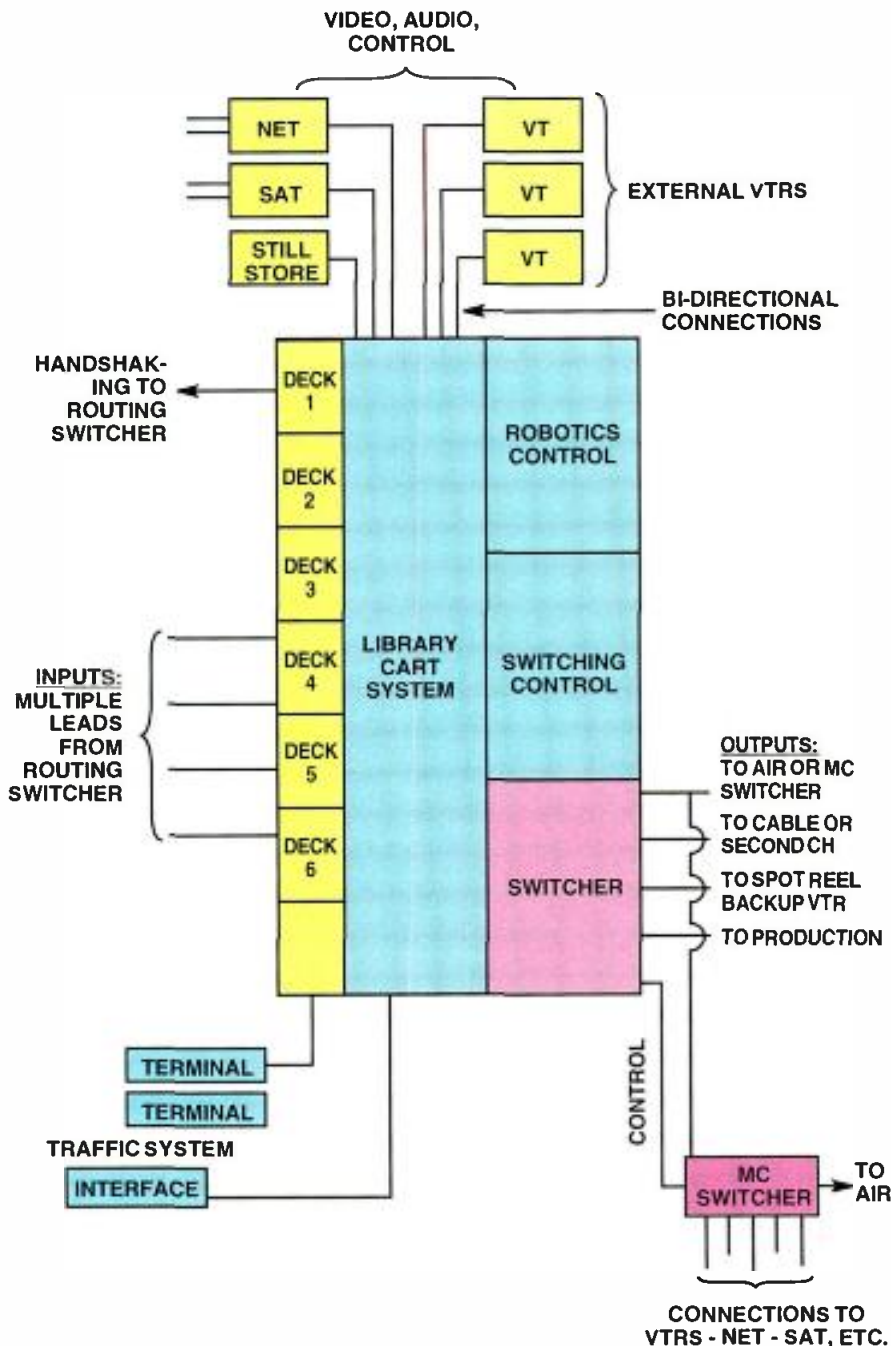 VIDEO, AUDIO,
CONTROL
NET
VT
SAT
VT
EXTERNAL VTRS
STILL
STORE
VT
BI-DIRECTIONAL
CONNECTIONS
HANDSHAK-
ING TO
ROUTING
SWITCHER
DECK
1
DECK
2
DECK
3
DECK
4
DECK
5
DECK
6
LIBRARY
CART
SYSTEM
ROBOTICS
CONTROL
SWITCHING
CONTROL
SWITCHER
INPUTS:
MULTIPLE
LEADS
FROM
ROUTING
SWITCHER
OUTPUTS:
TO AIR OR MC
SWITCHER
TO CABLE OR
SECOND CH
TO SPOT REEL
BACKUP VTR
TO PRODUCTION
TERMINAL
TERMINAL
TRAFFIC SYSTEM
INTERFACE
CONTROL
MC
SWITCHER
TO
AIR
CONNECTIONS TO
VTRS - NET - SAT, ETC.